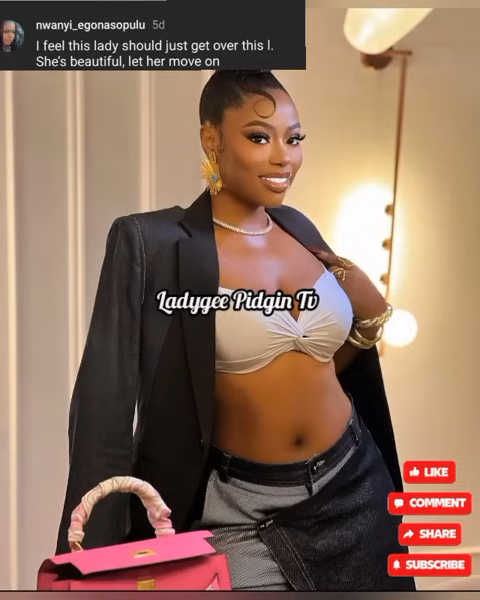 nwanyi_egonasopulu 5d
I feel this lady should just get over this l.
She’s beautiful, let her move on
Ladygee Pidgin Tv
LIKE
COMMENT
SHARE
SUBSCRIBE